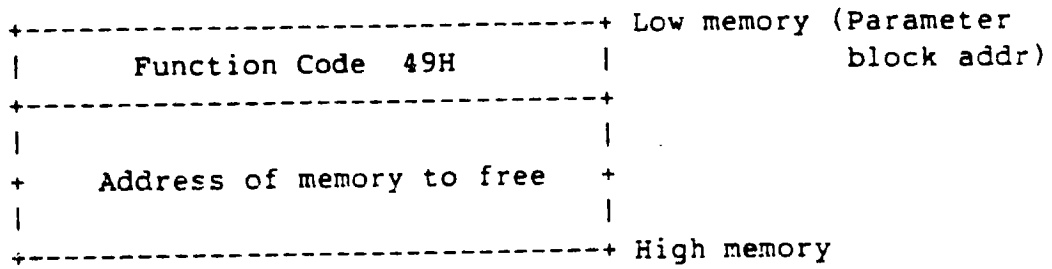 +--------------------------------+ Low memory (Parameter
|       Function Code  49H       |             block addr)
+--------------------------------+
|                                |
+    Address of memory to free   +
|                                |
+--------------------------------+ High memory